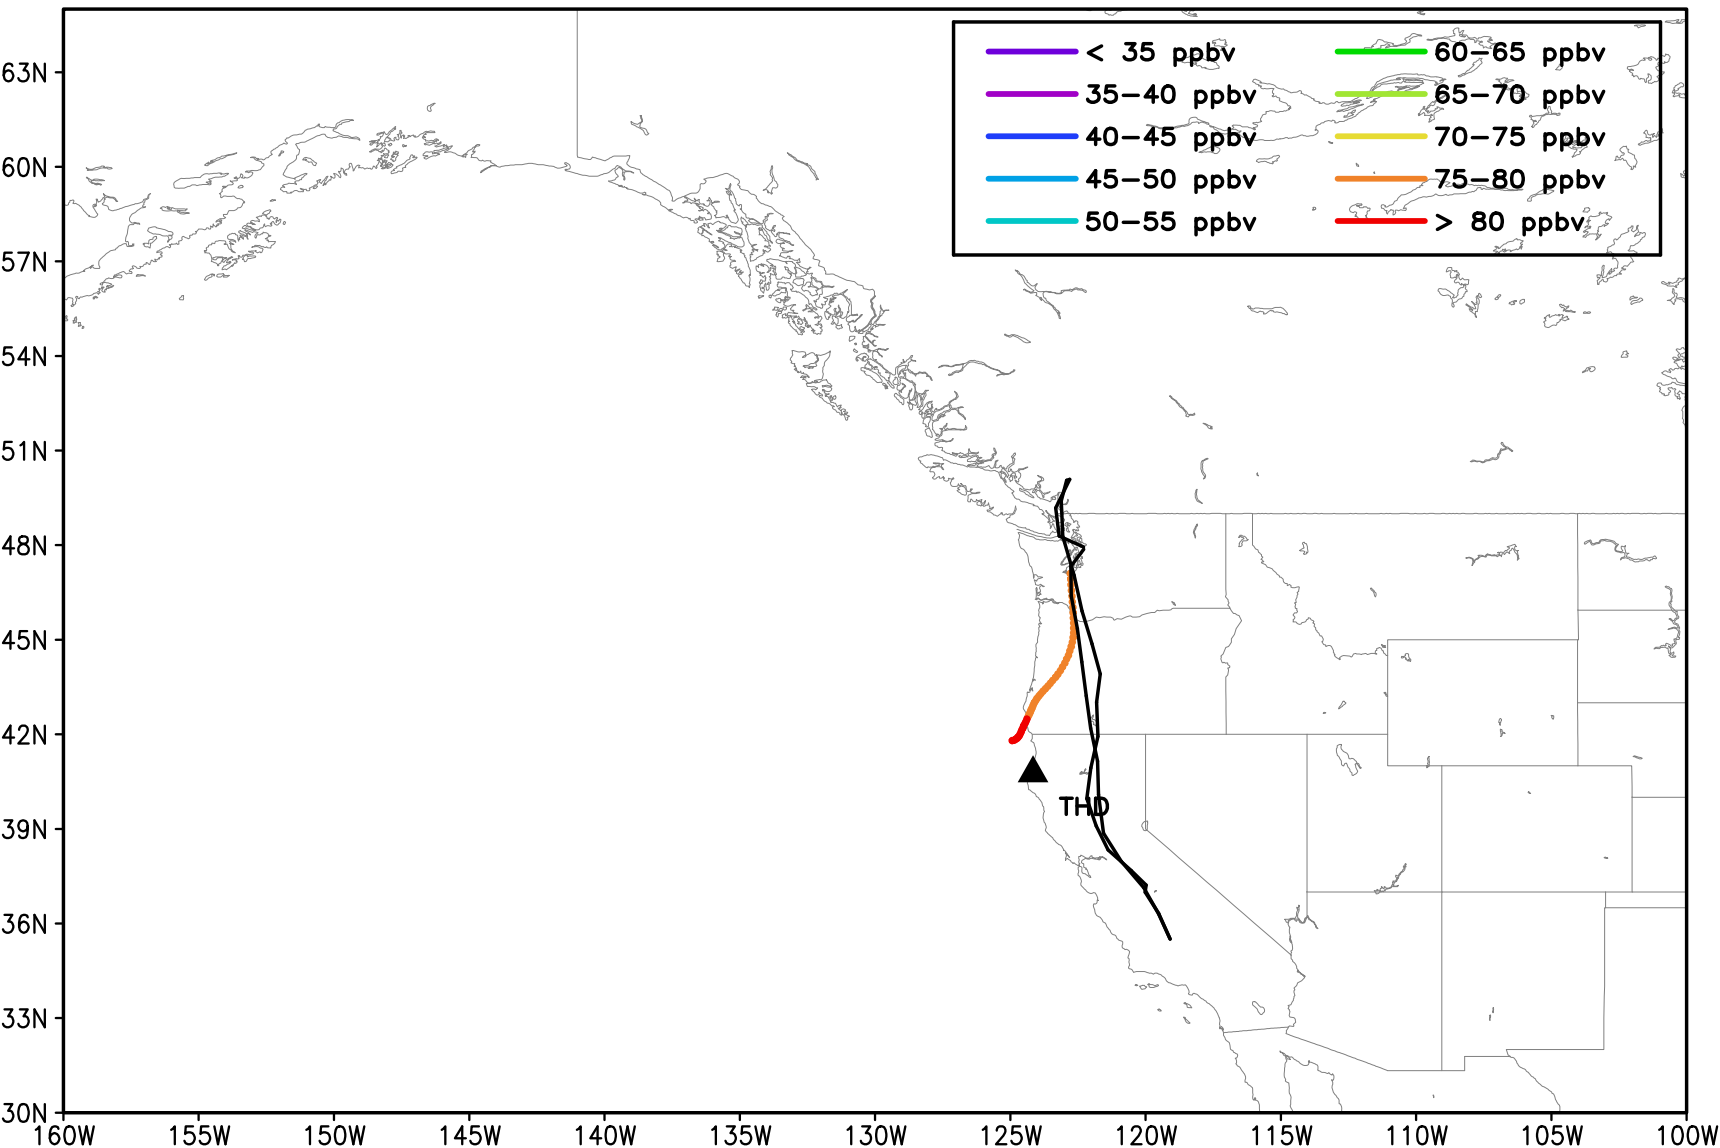 < 35 ppbv 60-65 ppbv
35-40 ppbv 65-70 ppbv
40-45 ppbv 70-75 ppbv
45-50 ppbv 75-80 ppbv
50-55 ppbv > 80 ppbv
63N
60N
57N
54N
51N
48N
45N
42N
39N
36N
33N
30N
THD
160W 155W 150W 145W 140W 135W 130W 125W 120W 115W 110W 105W 100W